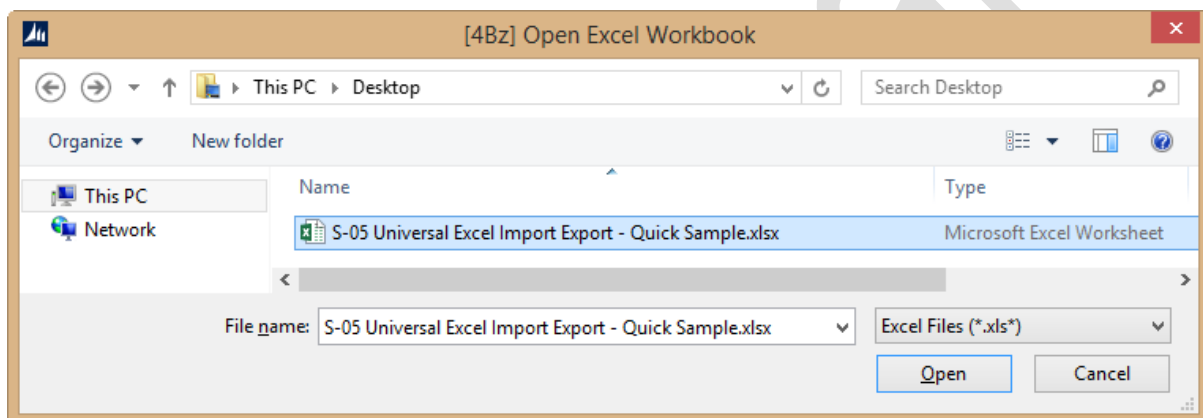 [4Bz] Open Excel Workbook
This PC Desktop Search Desktop
Organize New folder
This PC
Network
Name Type
S-05 Universal Excel Import Export - Quick Sample.xlsx Microsoft Excel Worksheet
File name: S-05 Universal Excel Import Export - Quick Sample.xlsx Excel Files (*.xls*)
Open Cancel